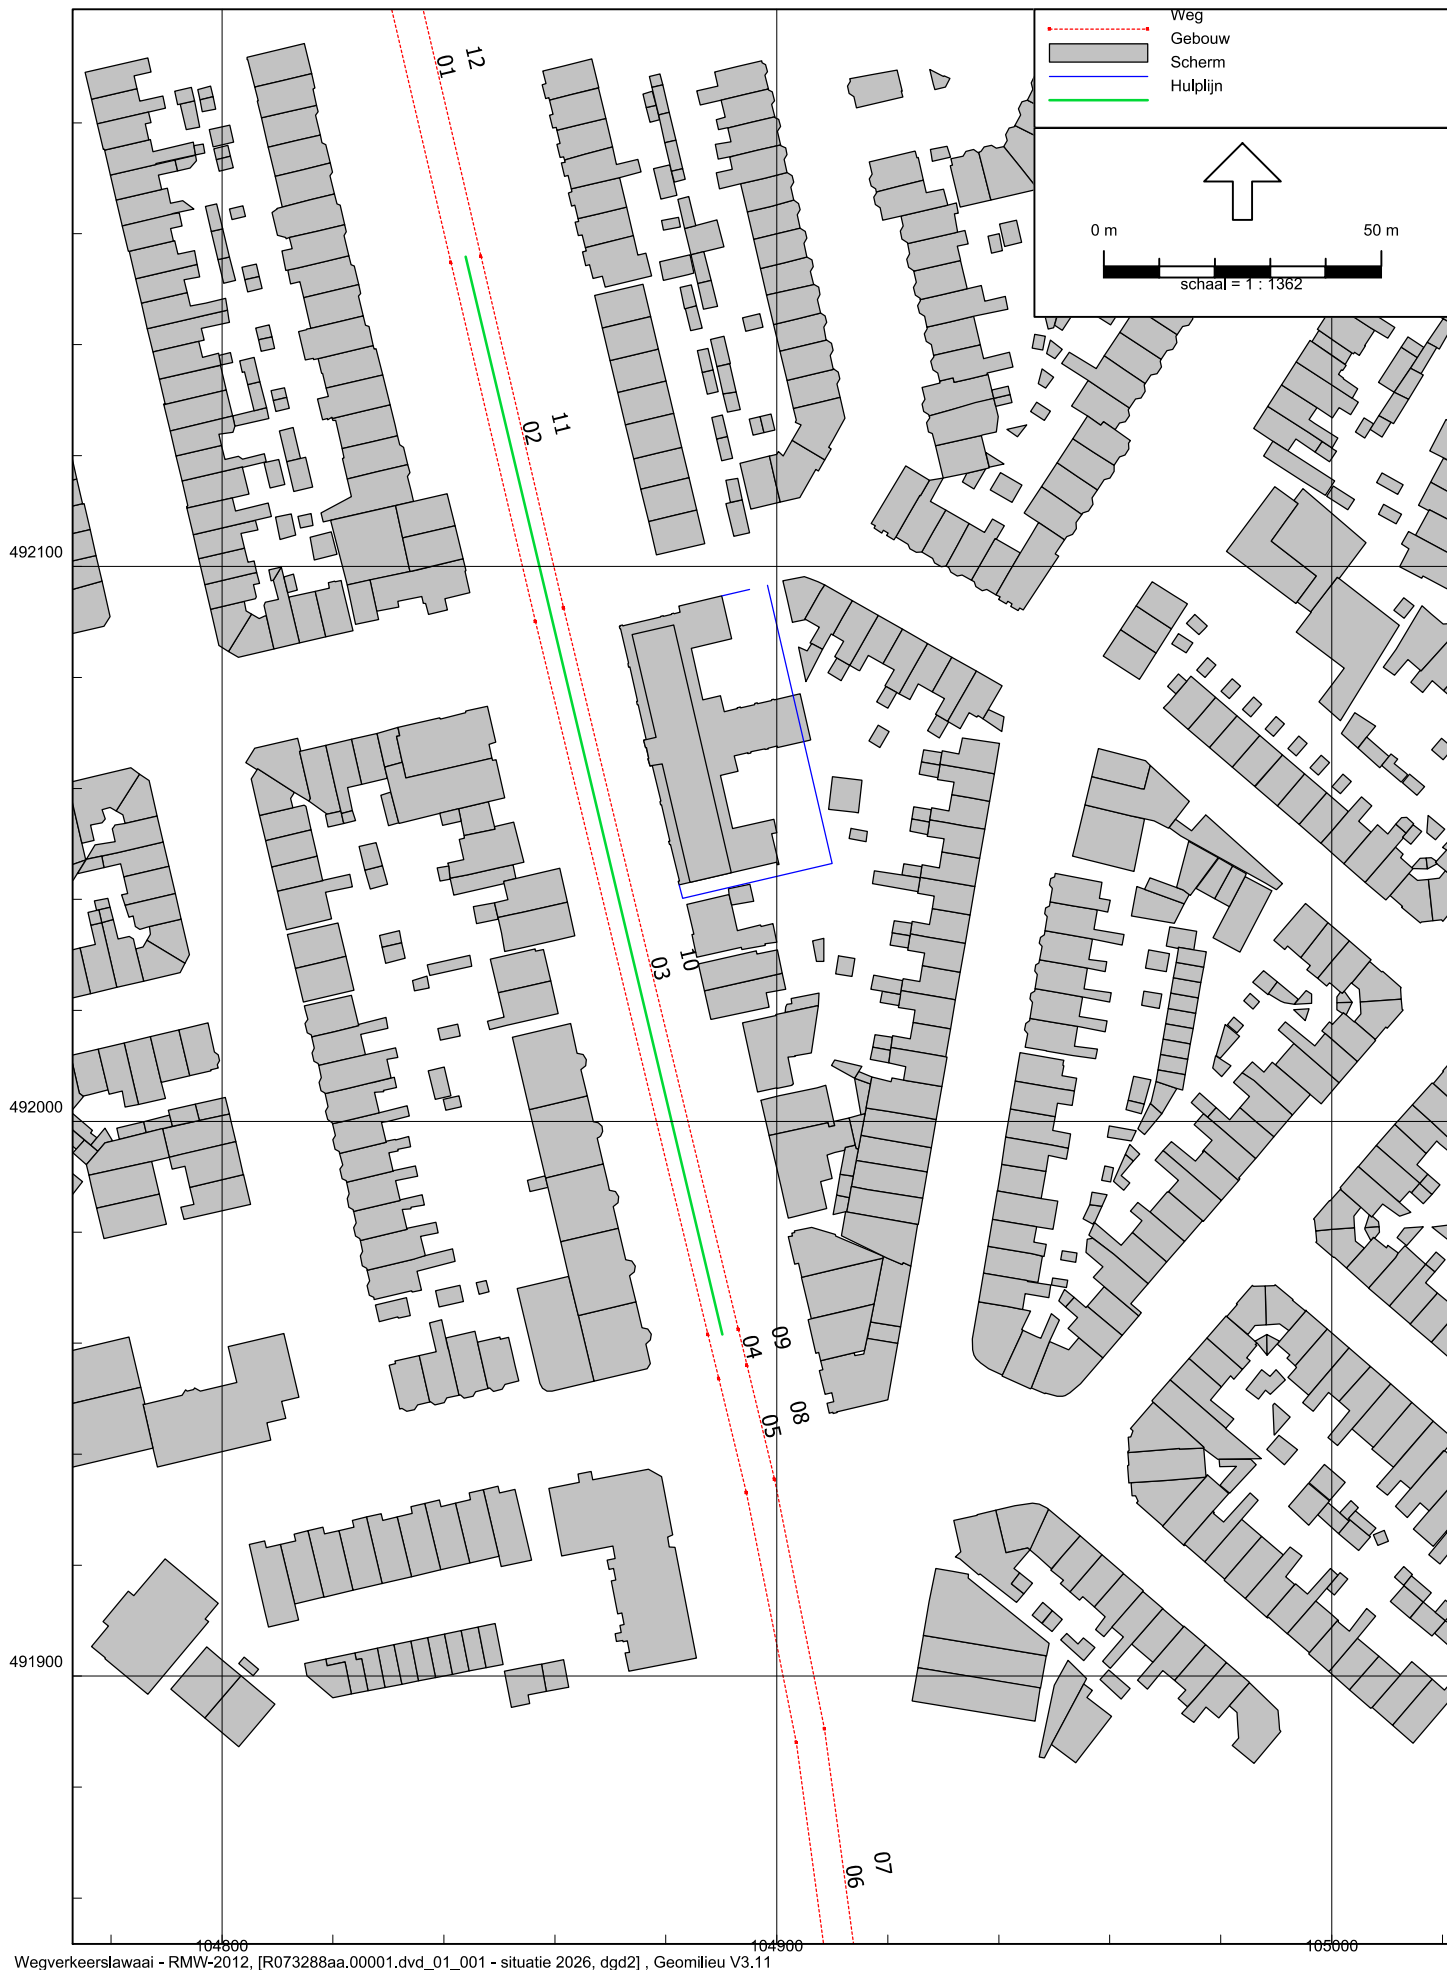 Weg
Gebouw
Scherm
Hulplijn
0 m 50 m
schaal = 1 : 1362
12
01
11
02
492100
10
03
492000
09
04
08
05
491900
07
06
104800 104900 105000
Wegverkeerslawaai - RMW-2012, [R073288aa.00001.dvd_01_001 - situatie 2026, dgd2] , Geomilieu V3.11